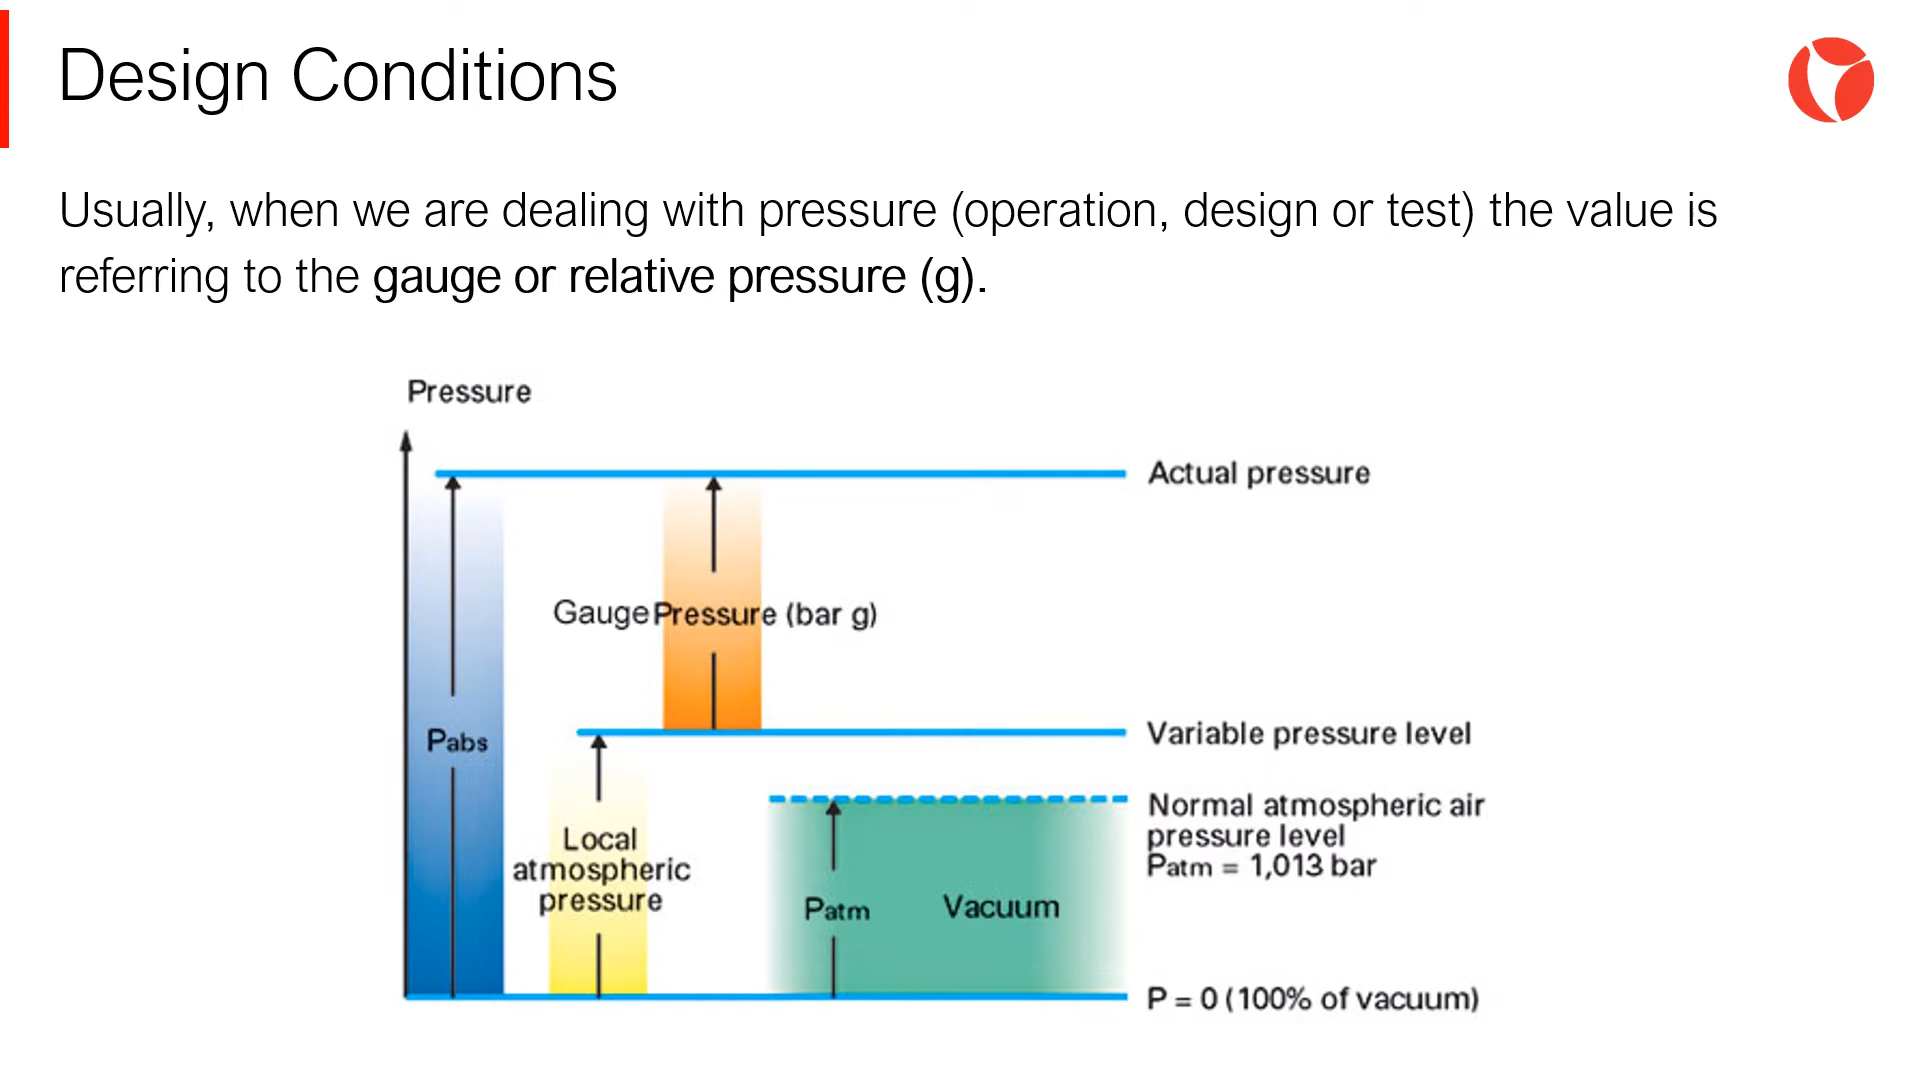 Design Conditions
Usually, when we are dealing with pressure (operation, design or test) the value is
referring to the gauge or relative pressure (g).
Pressure
Actual pressure
Gauge Pressure (bar g)
Variable pressure level
Pabs
Normal atmospheric air
pressure level
Patm = 1,013 bar
Local
atmospheric
pressure
Patm
Vacuum
P = 0 (100% of vacuum)